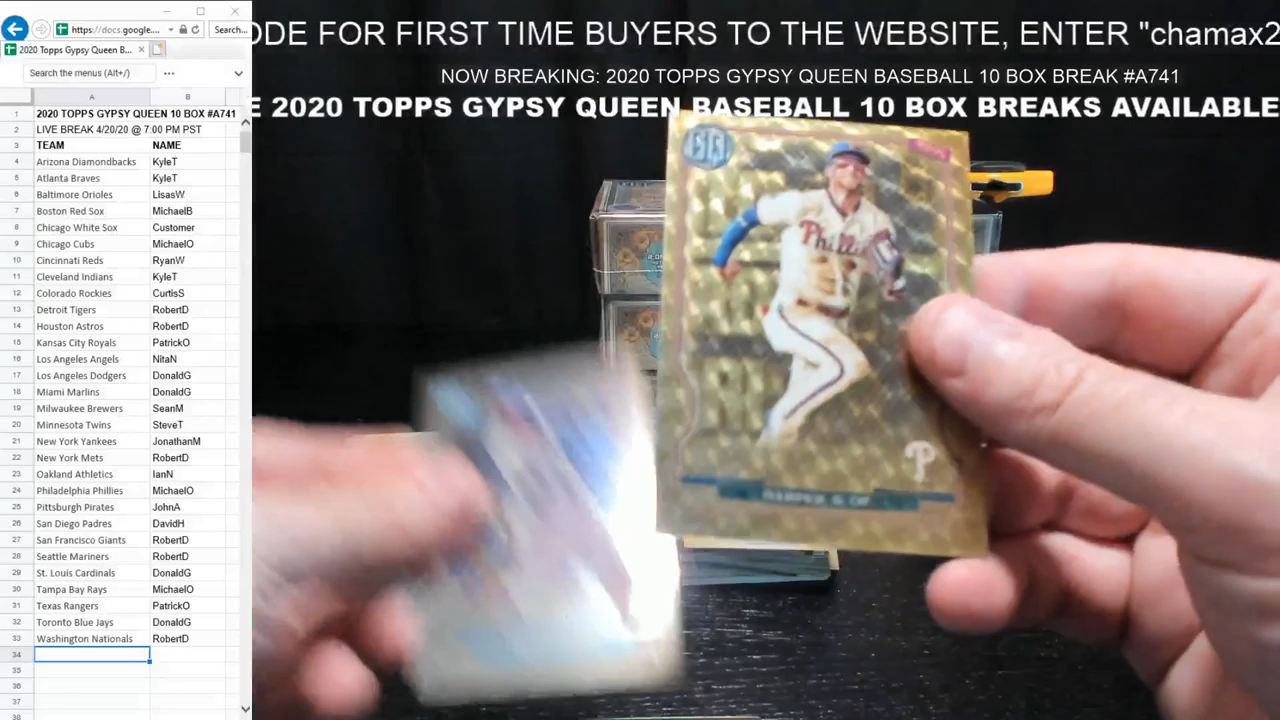 https://docs.google....
Search...
2020 Topps Gypsy Queen B...
Search the menus (Alt+/)
A B
1 2020 TOPPS GYPSY QUEEN 10 BOX #A741
2 LIVE BREAK 4/20/20 @ 7:00 PM PST
3 TEAM NAME
4 Arizona Diamondbacks KyleT
5 Atlanta Braves KyleT
6 Baltimore Orioles LisasW
7 Boston Red Sox MichaelB
8 Chicago White Sox Customer
9 Chicago Cubs MichaelO
10 Cincinnati Reds RyanW
11 Cleveland Indians KyleT
12 Colorado Rockies CurtisS
13 Detroit Tigers RobertD
14 Houston Astros RobertD
15 Kansas City Royals PatrickO
16 Los Angeles Angels NitaN
17 Los Angeles Dodgers DonaldG
18 Miami Marlins DonaldG
19 Milwaukee Brewers SeanM
20 Minnesota Twins SteveT
21 New York Yankees JonathanM
22 New York Mets RobertD
23 Oakland Athletics IanN
24 Philadelphia Phillies MichaelO
25 Pittsburgh Pirates JohnA
26 San Diego Padres DavidH
27 San Francisco Giants RobertD
28 Seattle Mariners RobertD
29 St. Louis Cardinals DonaldG
30 Tampa Bay Rays MichaelO
31 Texas Rangers PatrickO
32 Toronto Blue Jays DonaldG
33 Washington Nationals RobertD
34
35
36
37
38
ODE FOR FIRST TIME BUYERS TO THE WEBSITE, ENTER "chamax2
NOW BREAKING: 2020 TOPPS GYPSY QUEEN BASEBALL 10 BOX BREAK #A741
E 2020 TOPPS GYPSY QUEEN BASEBALL 10 BOX BREAKS AVAILABLE
GQ
Phillies
P